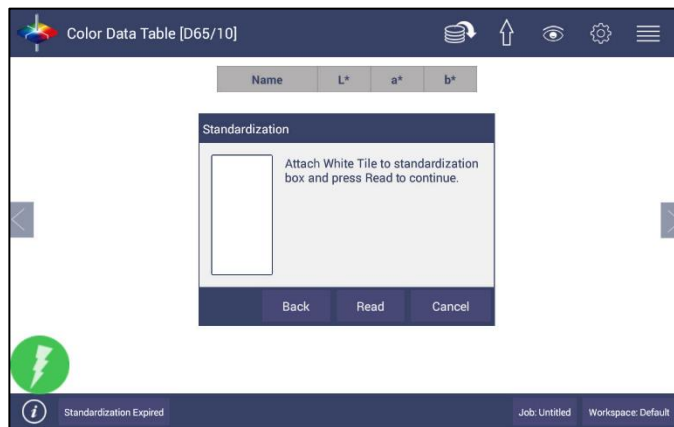 Color Data Table [D65/10]
Name L* a* b*
Standardization
Attach White Tile to standardization
box and press Read to continue.
Back Read Cancel
i Standardization Expired Job: Untitled Workspace: Default